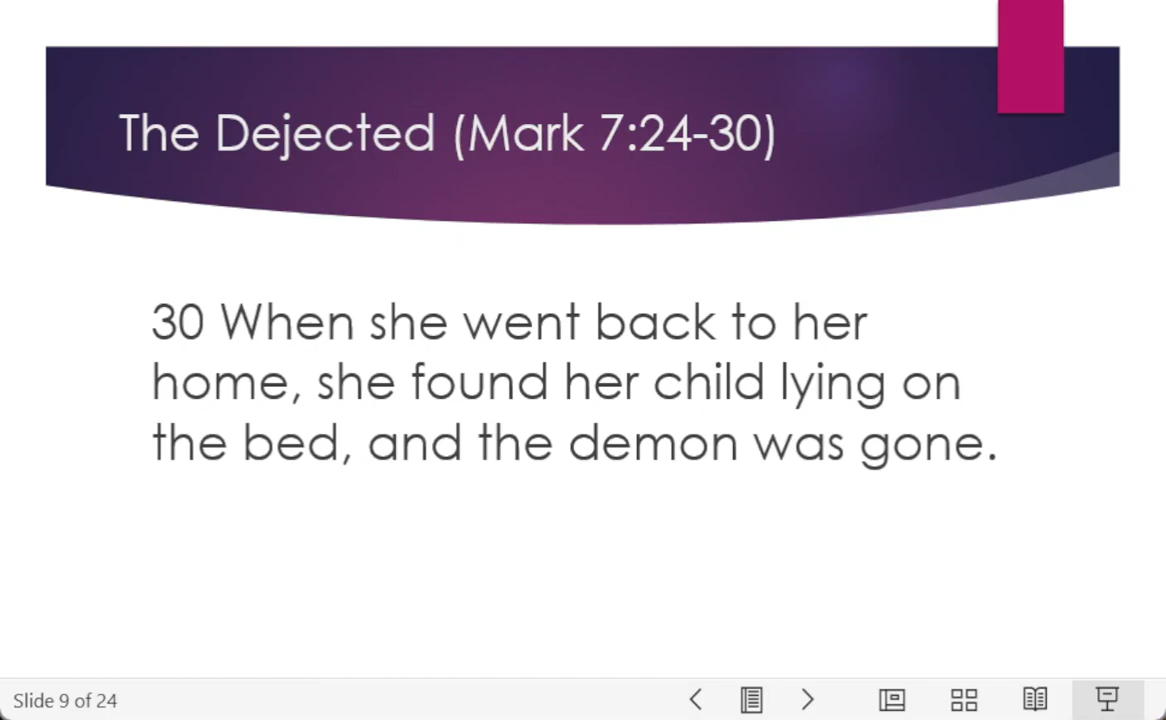 The Dejected (Mark 7:24-30)
30 When she went back to her
home, she found her child lying on
the bed, and the demon was gone.
Slide 9 of 24